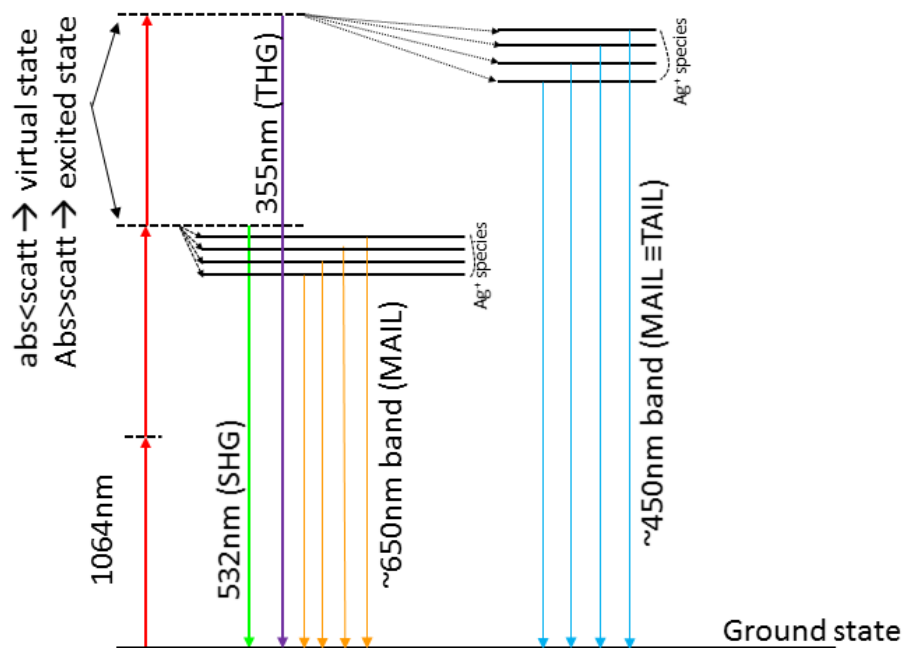 abs<scatt → virtual state
Abs>scatt → excited state
1064nm
532nm (SHG)
355nm (THG)
~650nm band (MAIL)
Ag⁺ species
~450nm band (MAIL ≡TAIL)
Ag⁺ species
Ground state